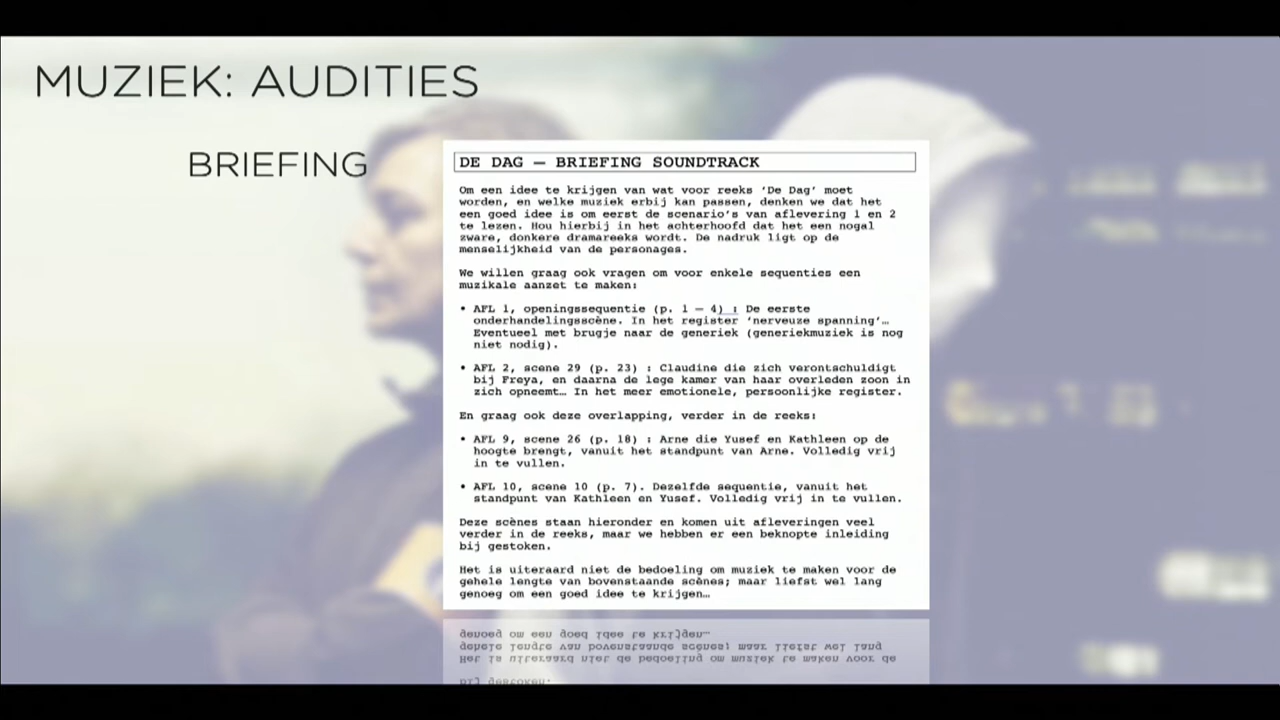 MUZIEK: AUDITIES
BRIEFING
DE DAG — BRIEFING SOUNDTRACK
Om een idee te krijgen van wat voor reeks ‘De Dag’ moet
worden, en welke muziek erbij kan passen, denken we dat het
een goed idee is om eerst de scenario’s van aflevering 1 en 2
te lezen. Hou hierbij in het achterhoofd dat het een nogal
zware, donkere dramareeks wordt. De nadruk ligt op de
menselijkheid van de personages.
We willen graag ook vragen om voor enkele sequenties een
muzikale aanzet te maken:
• AFL 1, openingssequentie (p. 1 — 4) : De eerste
onderhandelingsscène. In het register ‘nerveuze spanning’…
Eventueel met brugje naar de generiek (generiekmuziek is nog
niet nodig).
• AFL 2, scene 29 (p. 23) : Claudine die zich verontschuldigt
bij Freya, en daarna de lege kamer van haar overleden zoon in
zich opneemt… In het meer emotionele, persoonlijke register.
En graag ook deze overlapping, verder in de reeks:
• AFL 9, scene 26 (p. 18) : Arne die Yusef en Kathleen op de
hoogte brengt, vanuit het standpunt van Arne. Volledig vrij
in te vullen.
• AFL 10, scene 10 (p. 7). Dezelfde sequentie, vanuit het
standpunt van Kathleen en Yusef. Volledig vrij in te vullen.
Deze scènes staan hieronder en komen uit afleveringen veel
verder in de reeks, maar we hebben er een beknopte inleiding
bij gestoken.
Het is uiteraard niet de bedoeling om muziek te maken voor de
gehele lengte van bovenstaande scènes; maar liefst wel lang
genoeg om een goed idee te krijgen…